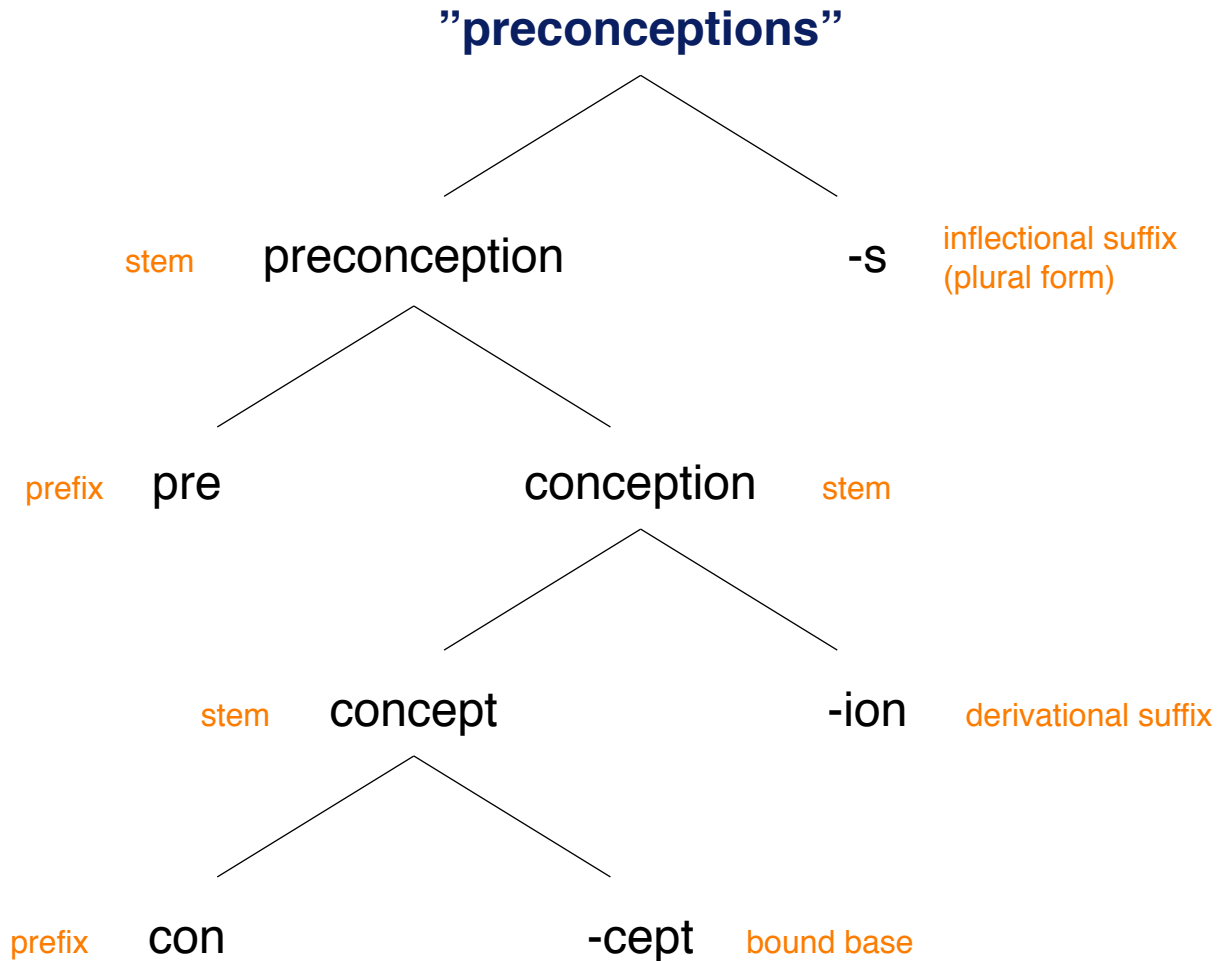 ”preconceptions”
stem preconception -s inflectional suffix
(plural form)
prefix pre conception stem
stem concept -ion derivational suffix
prefix con -cept bound base